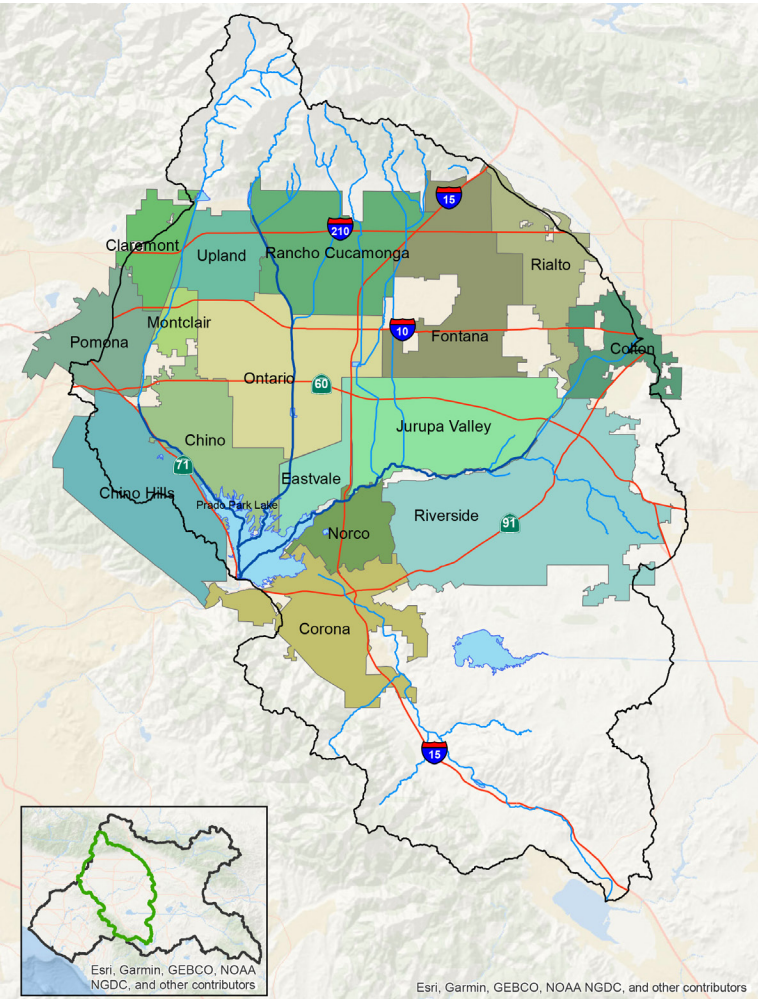 15
210
Claremont
Upland
Rancho Cucamonga
Rialto
Montclair
10
Pomona
Fontana
Colton
Ontario
60
Jurupa Valley
Chino
71
Eastvale
Chino Hills
Prado Park Lake
Riverside
91
Norco
Corona
15
Esri, Garmin, GEBCO, NOAA
NGDC, and other contributors
Esri, Garmin, GEBCO, NOAA NGDC, and other contributors